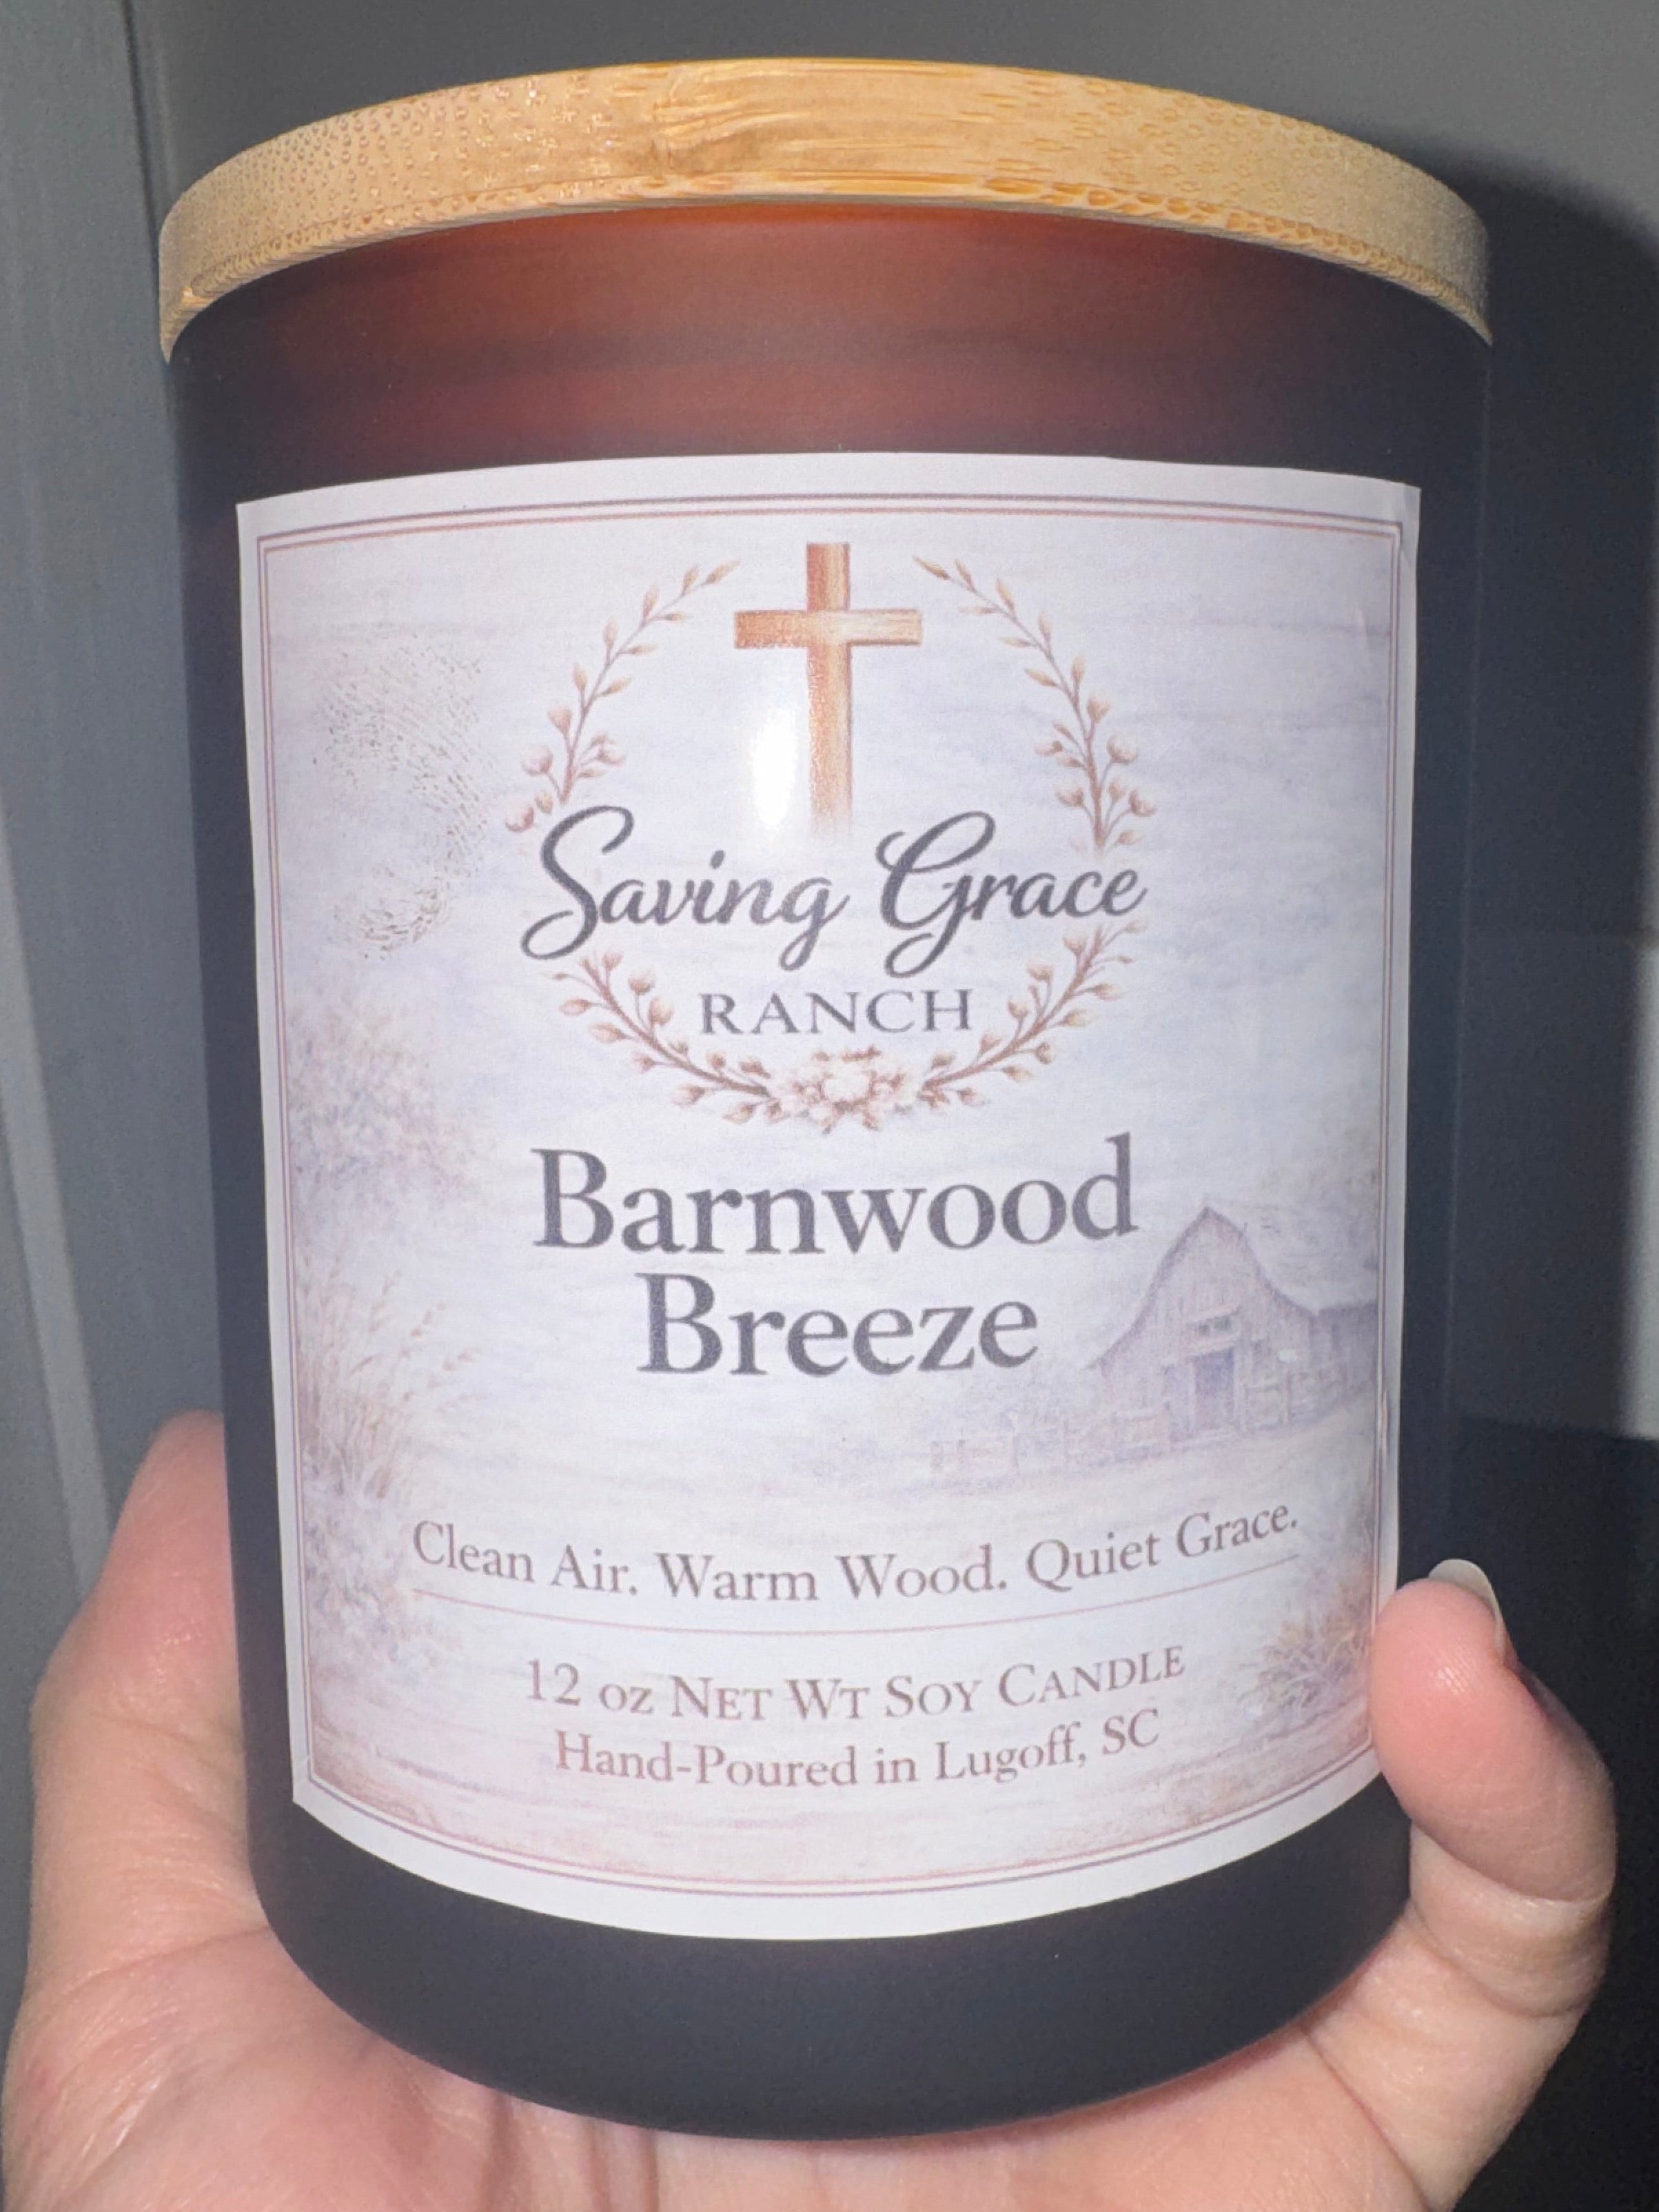 Saving Grace
RANCH
Barnwood
Breeze
Clean Air. Warm Wood. Quiet Grace.
12 oz NET WT SOY CANDLE
Hand-Poured in Lugoff, SC